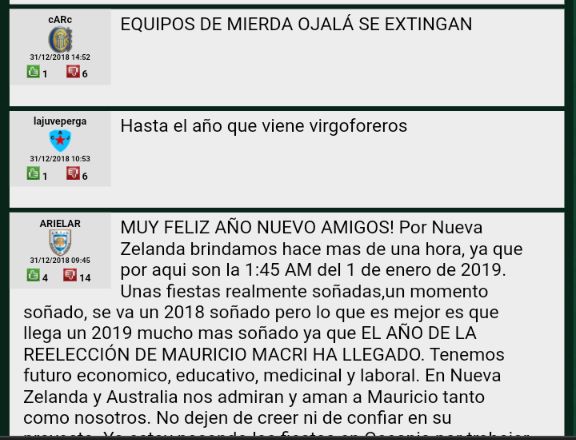 cARc
31/12/2018 14:52
1 6
EQUIPOS DE MIERDA OJALÁ SE EXTINGAN
lajuveperga
31/12/2018 10:53
1 6
Hasta el año que viene virgoforeros
ARIELAR
31/12/2018 09:45
4 14
MUY FELIZ AÑO NUEVO AMIGOS! Por Nueva
Zelanda brindamos hace mas de una hora, ya que
por aqui son la 1:45 AM del 1 de enero de 2019.
Unas fiestas realmente soñadas,un momento
soñado, se va un 2018 soñado pero lo que es mejor es que
llega un 2019 mucho mas soñado ya que EL AÑO DE LA
REELECCIÓN DE MAURICIO MACRI HA LLEGADO. Tenemos
futuro economico, educativo, medicinal y laboral. En Nueva
Zelanda y Australia nos admiran y aman a Mauricio tanto
como nosotros. No dejen de creer ni de confiar en su